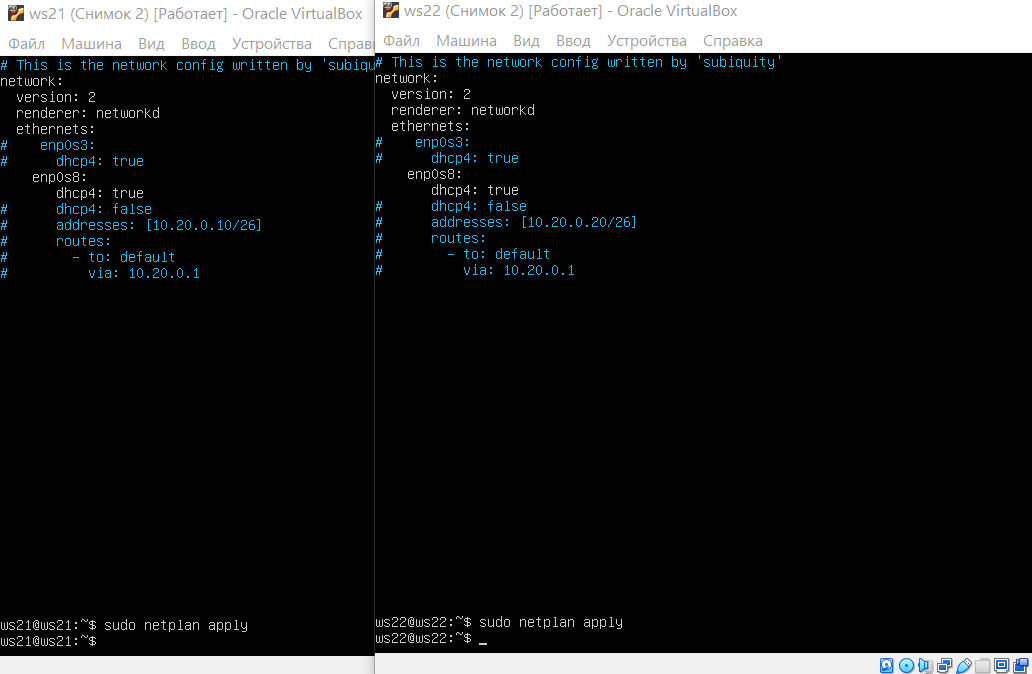 ws21 (Снимок 2) [Работает] - Oracle VirtualBox
Файл Машина Вид Ввод Устройства Справ
# This is the network config written by 'subiqu
network:
  version: 2
  renderer: networkd
  ethernets:
#    enp0s3:
#      dhcp4: true
    enp0s8:
       dhcp4: true
#      dhcp4: false
#      addresses: [10.20.0.10/26]
#      routes:
#        - to: default
#          via: 10.20.0.1
ws21@ws21:~$ sudo netplan apply
ws21@ws21:~$
ws22 (Снимок 2) [Работает] - Oracle VirtualBox
Файл Машина Вид Ввод Устройства Справка
# This is the network config written by 'subiquity'
network:
  version: 2
  renderer: networkd
  ethernets:
#    enp0s3:
#      dhcp4: true
    enp0s8:
       dhcp4: true
#      dhcp4: false
#      addresses: [10.20.0.20/26]
#      routes:
#        - to: default
#          via: 10.20.0.1
ws22@ws22:~$ sudo netplan apply
ws22@ws22:~$ _